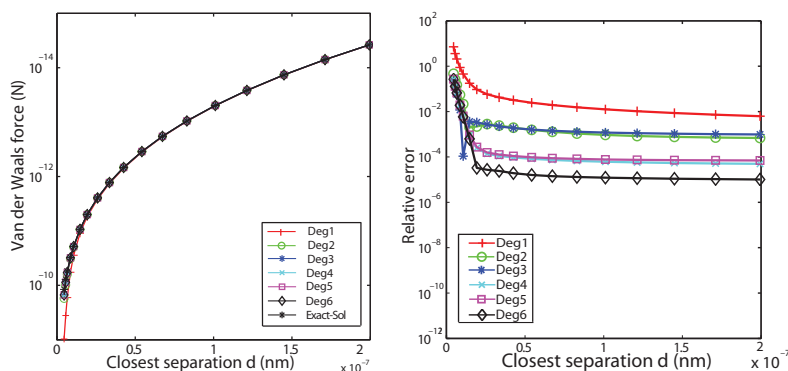 Van der Waals force (N)
10^-14
10^-12
10^-10
Deg1
Deg2
Deg3
Deg4
Deg5
Deg6
Exact-Sol
0 0.5 1 1.5 2
Closest separation d (nm)
x 10^-7
Relative error
10^2
10^0
10^-2
10^-4
10^-6
10^-8
10^-10
10^-12
Deg1
Deg2
Deg3
Deg4
Deg5
Deg6
0 0.5 1 1.5 2
Closest separation d (nm)
x 10^-7